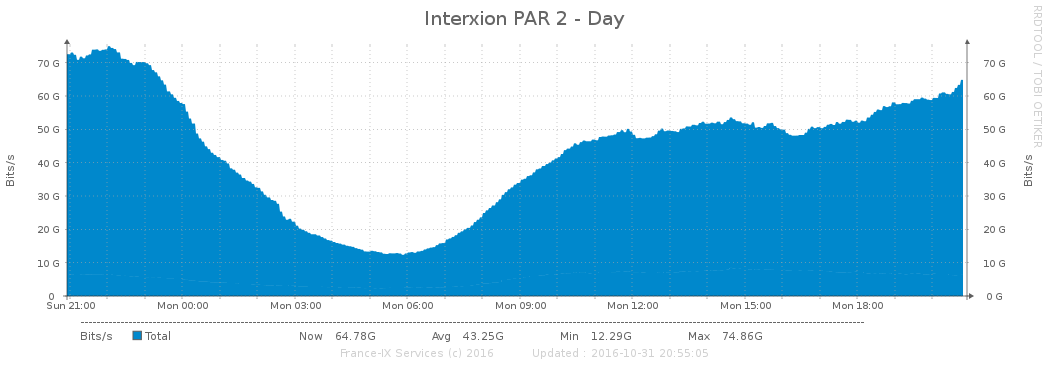 Interxion PAR 2 - Day
RRDTOOL / TOBI OETIKER
Bits/s
Bits/s
70 G 70 G
60 G 60 G
50 G 50 G
40 G 40 G
30 G 30 G
20 G 20 G
10 G 10 G
0 0 G
Sun 21:00 Mon 00:00 Mon 03:00 Mon 06:00 Mon 09:00 Mon 12:00 Mon 15:00 Mon 18:00
Bits/s Total Now 64.78G Avg 43.25G Min 12.29G Max 74.86G
France-IX Services (c) 2016 Updated : 2016-10-31 20:55:05